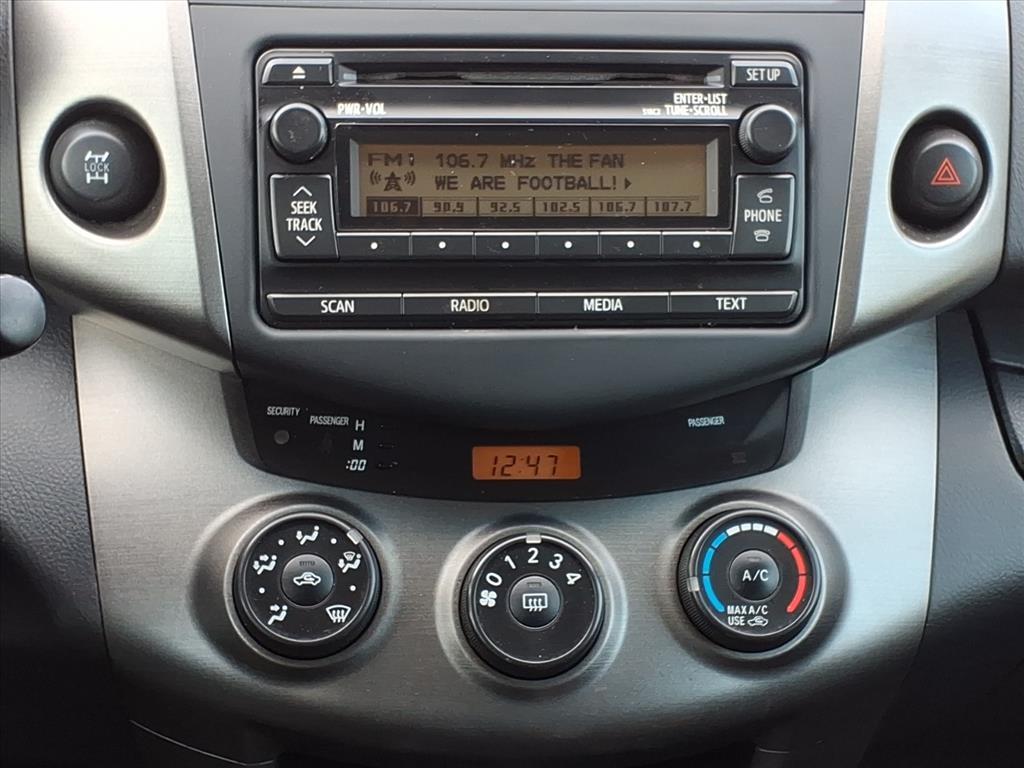 SET UP
PWR·VOL
ENTER·LIST
TUNE·SCROLL
LOCK
FM1 106.7 MHz THE FAN
WE ARE FOOTBALL!
106.7 90.9 92.5 102.5 106.7 107.7
SEEK
TRACK
PHONE
SCAN RADIO MEDIA TEXT
SECURITY
PASSENGER
H
M
:00
PASSENGER
12:47
0 1 2 3 4
A/C
MAX A/C
USE